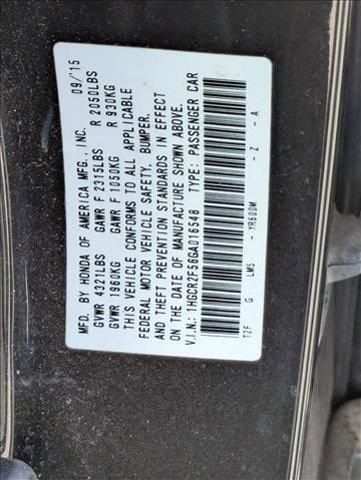 MFD. BY HONDA OF AMERICA MFG., INC. 09/15
GVWR 4321LBS GAWR F 2315LBS R 2050LBS
GVWR 1960KG GAWR F 1050KG R 930KG
THIS VEHICLE CONFORMS TO ALL APPLICABLE
FEDERAL MOTOR VEHICLE SAFETY, BUMPER,
AND THEFT PREVENTION STANDARDS IN EFFECT
ON THE DATE OF MANUFACTURE SHOWN ABOVE.
V.I.N.: 1HGCR2F56GA016548 TYPE: PASSENGER CAR
T2F G LM5 - YR600M - Z - A